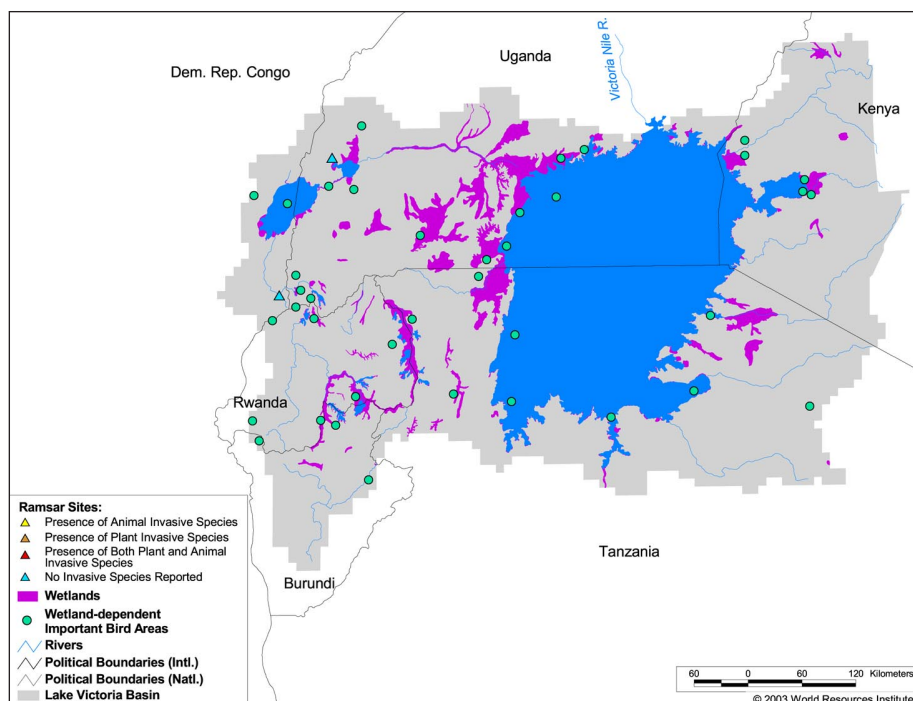 Uganda
Dem. Rep. Congo
Victoria Nile R.
Kenya
Rwanda
Burundi
Tanzania
Ramsar Sites:
Presence of Animal Invasive Species
Presence of Plant Invasive Species
Presence of Both Plant and Animal
Invasive Species
No Invasive Species Reported
Wetlands
Wetland-dependent
Important Bird Areas
Rivers
Political Boundaries (Intl.)
Political Boundaries (Natl.)
Lake Victoria Basin
60 0 60 120 Kilometers
© 2003 World Resources Institute